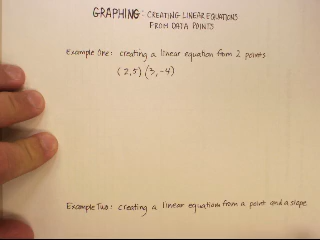 GRAPHING: CREATING LINEAR EQUATIONS
FROM DATA POINTS
Example One: creating a linear equation from 2 points
(2,5)(3,-4)
Example Two: creating a linear equation from a point and a slope